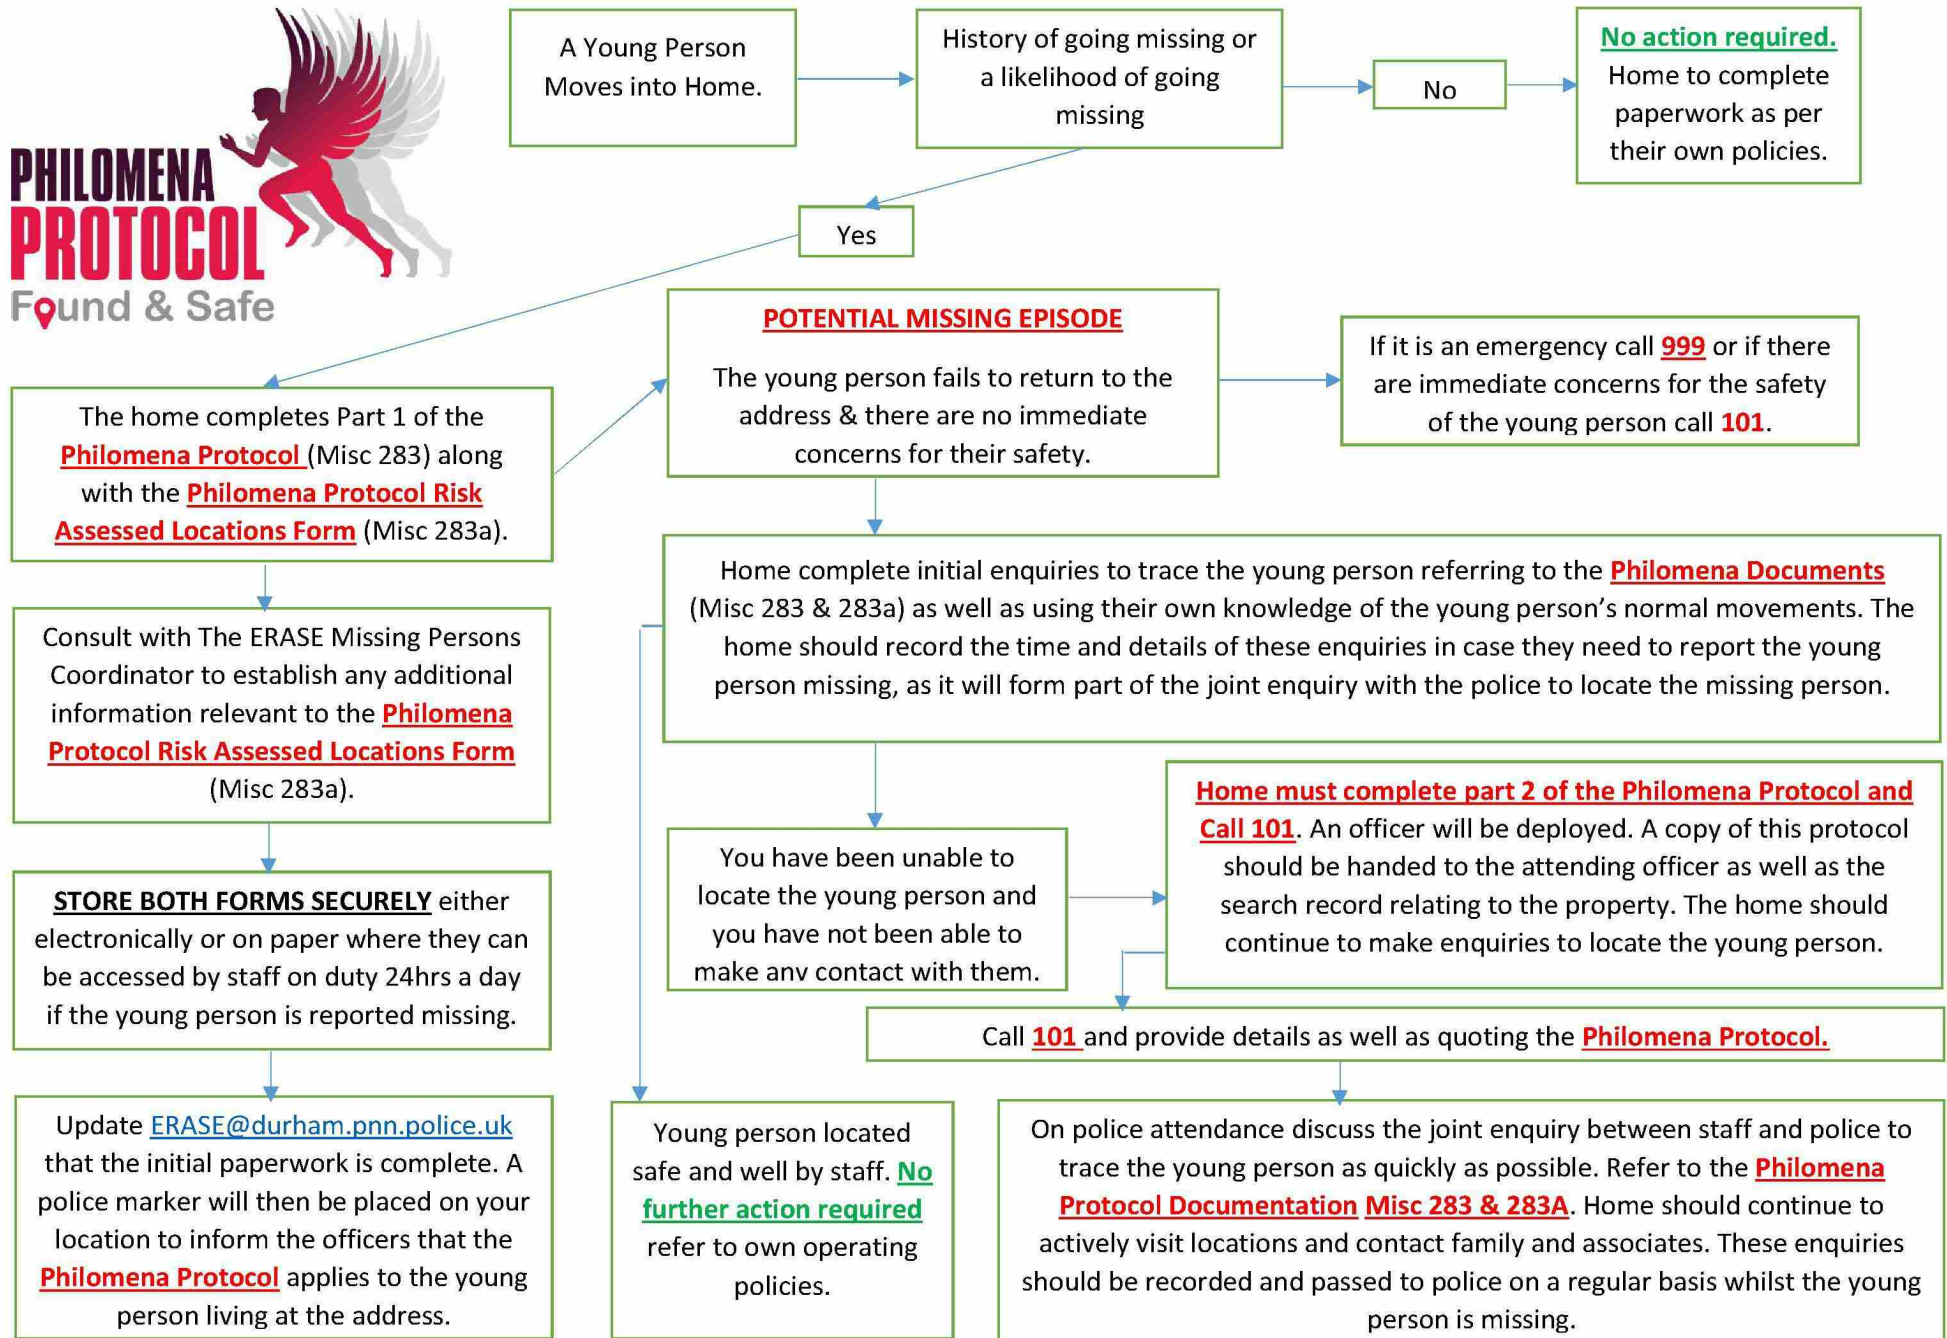 PHILOMENA
PROTOCOL
Found & Safe
A Young Person
Moves into Home.
History of going missing or
a likelihood of going
missing
No
No action required.
Home to complete
paperwork as per
their own policies.
Yes
The home completes Part 1 of the
Philomena Protocol (Misc 283) along
with the Philomena Protocol Risk
Assessed Locations Form (Misc 283a).
Consult with The ERASE Missing Persons
Coordinator to establish any additional
information relevant to the Philomena
Protocol Risk Assessed Locations Form
(Misc 283a).
STORE BOTH FORMS SECURELY either
electronically or on paper where they can
be accessed by staff on duty 24hrs a day
if the young person is reported missing.
Update ERASE@durham.pnn.police.uk
that the initial paperwork is complete. A
police marker will then be placed on your
location to inform the officers that the
Philomena Protocol applies to the young
person living at the address.
POTENTIAL MISSING EPISODE
The young person fails to return to the
address & there are no immediate
concerns for their safety.
If it is an emergency call 999 or if there
are immediate concerns for the safety
of the young person call 101.
Home complete initial enquiries to trace the young person referring to the Philomena Documents
(Misc 283 & 283a) as well as using their own knowledge of the young person’s normal movements. The
home should record the time and details of these enquiries in case they need to report the young
person missing, as it will form part of the joint enquiry with the police to locate the missing person.
You have been unable to
locate the young person and
you have not been able to
make any contact with them.
Home must complete part 2 of the Philomena Protocol and
Call 101. An officer will be deployed. A copy of this protocol
should be handed to the attending officer as well as the
search record relating to the property. The home should
continue to make enquiries to locate the young person.
Call 101 and provide details as well as quoting the Philomena Protocol.
Young person located
safe and well by staff. No
further action required
refer to own operating
policies.
On police attendance discuss the joint enquiry between staff and police to
trace the young person as quickly as possible. Refer to the Philomena
Protocol Documentation Misc 283 & 283A. Home should continue to
actively visit locations and contact family and associates. These enquiries
should be recorded and passed to police on a regular basis whilst the young
person is missing.